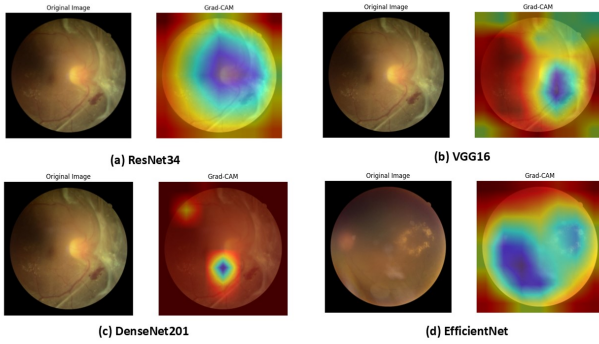 Original Image Grad-CAM Original Image Grad-CAM
(a) ResNet34 (b) VGG16
Original Image Grad-CAM Original Image Grad-CAM
(c) DenseNet201 (d) EfficientNet